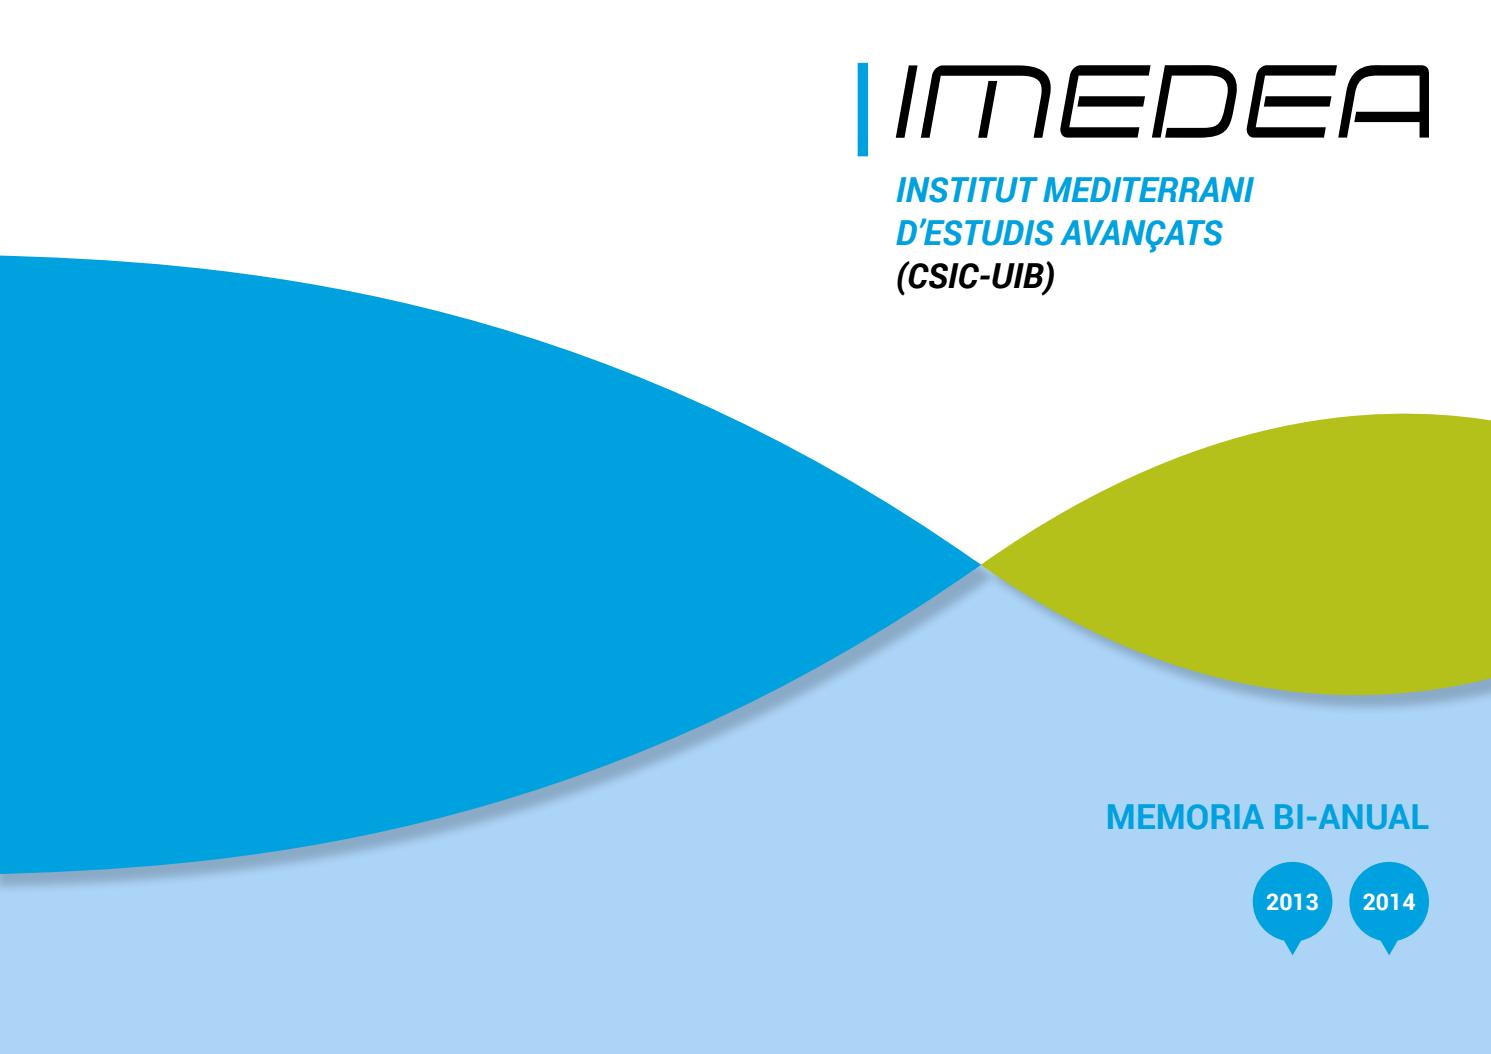 IMEDEA
INSTITUT MEDITERRANI
D’ESTUDIS AVANÇATS
(CSIC-UIB)
MEMORIA BI-ANUAL
2013 2014